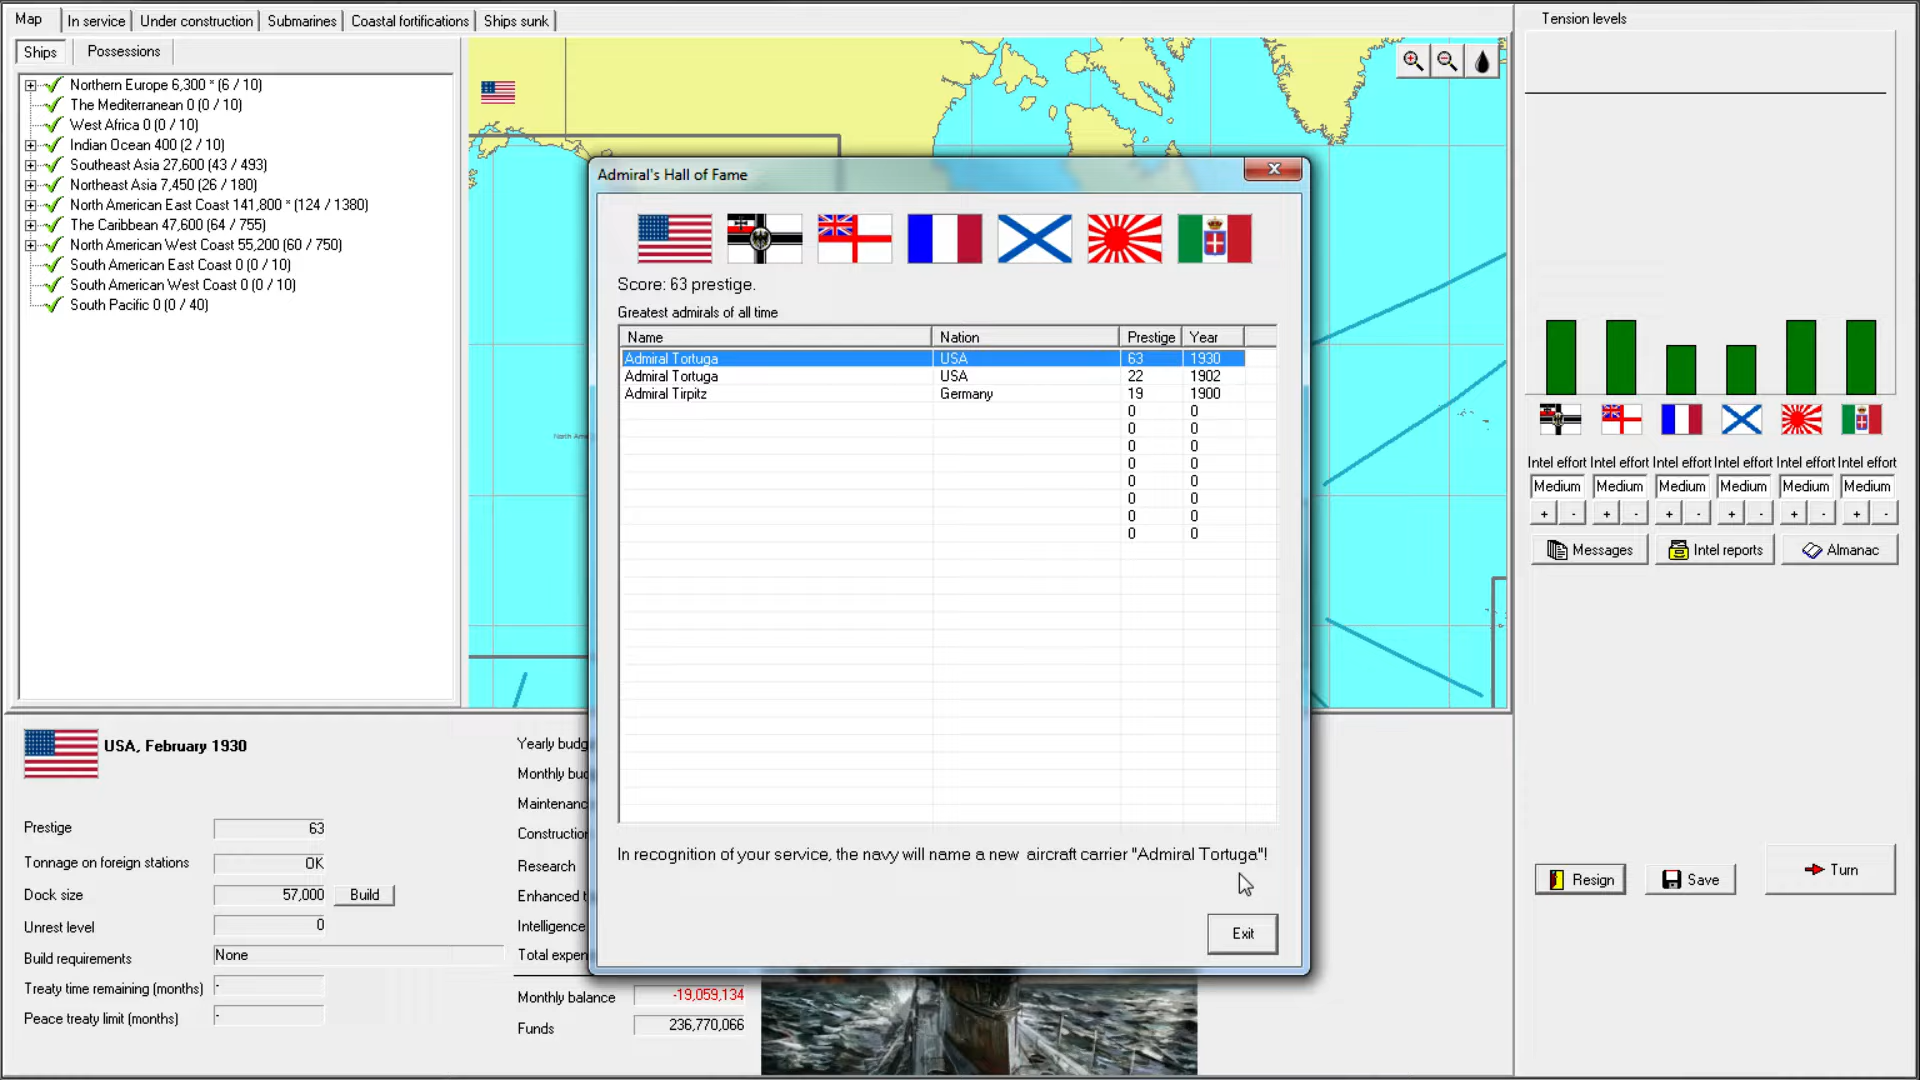 Map
In service
Under construction
Submarines
Coastal fortifications
Ships sunk
Ships
Possessions
Northern Europe 6,300 * (6 / 10)
The Mediterranean 0 (0 / 10)
West Africa 0 (0 / 10)
Indian Ocean 400 (2 / 10)
Southeast Asia 27,600 (43 / 493)
Northeast Asia 7,450 (26 / 180)
North American East Coast 141,800 * (124 / 1380)
The Caribbean 47,600 (64 / 755)
North American West Coast 55,200 (60 / 750)
South American East Coast 0 (0 / 10)
South American West Coast 0 (0 / 10)
South Pacific 0 (0 / 40)
Admiral's Hall of Fame
Score: 63 prestige.
Greatest admirals of all time
Name Nation Prestige Year
Admiral Tortuga USA 63 1930
Admiral Tortuga USA 22 1902
Admiral Tirpitz Germany 19 1900
0 0
0 0
0 0
0 0
0 0
0 0
0 0
0 0
In recognition of your service, the navy will name a new aircraft carrier "Admiral Tortuga"!
Exit
Tension levels
Intel effort Intel effort Intel effort Intel effort Intel effort Intel effort
Medium Medium Medium Medium Medium Medium
+ - + - + - + - + - + -
Messages
Intel reports
Almanac
Resign
Save
Turn
USA, February 1930
Prestige 63
Tonnage on foreign stations OK
Dock size 57,000 Build
Unrest level 0
Build requirements None
Treaty time remaining (months) -
Peace treaty limit (months) -
Yearly budg
Monthly bud
Maintenanc
Construction
Research
Enhanced t
Intelligence
Total expen
Monthly balance -19,059,134
Funds 236,770,066